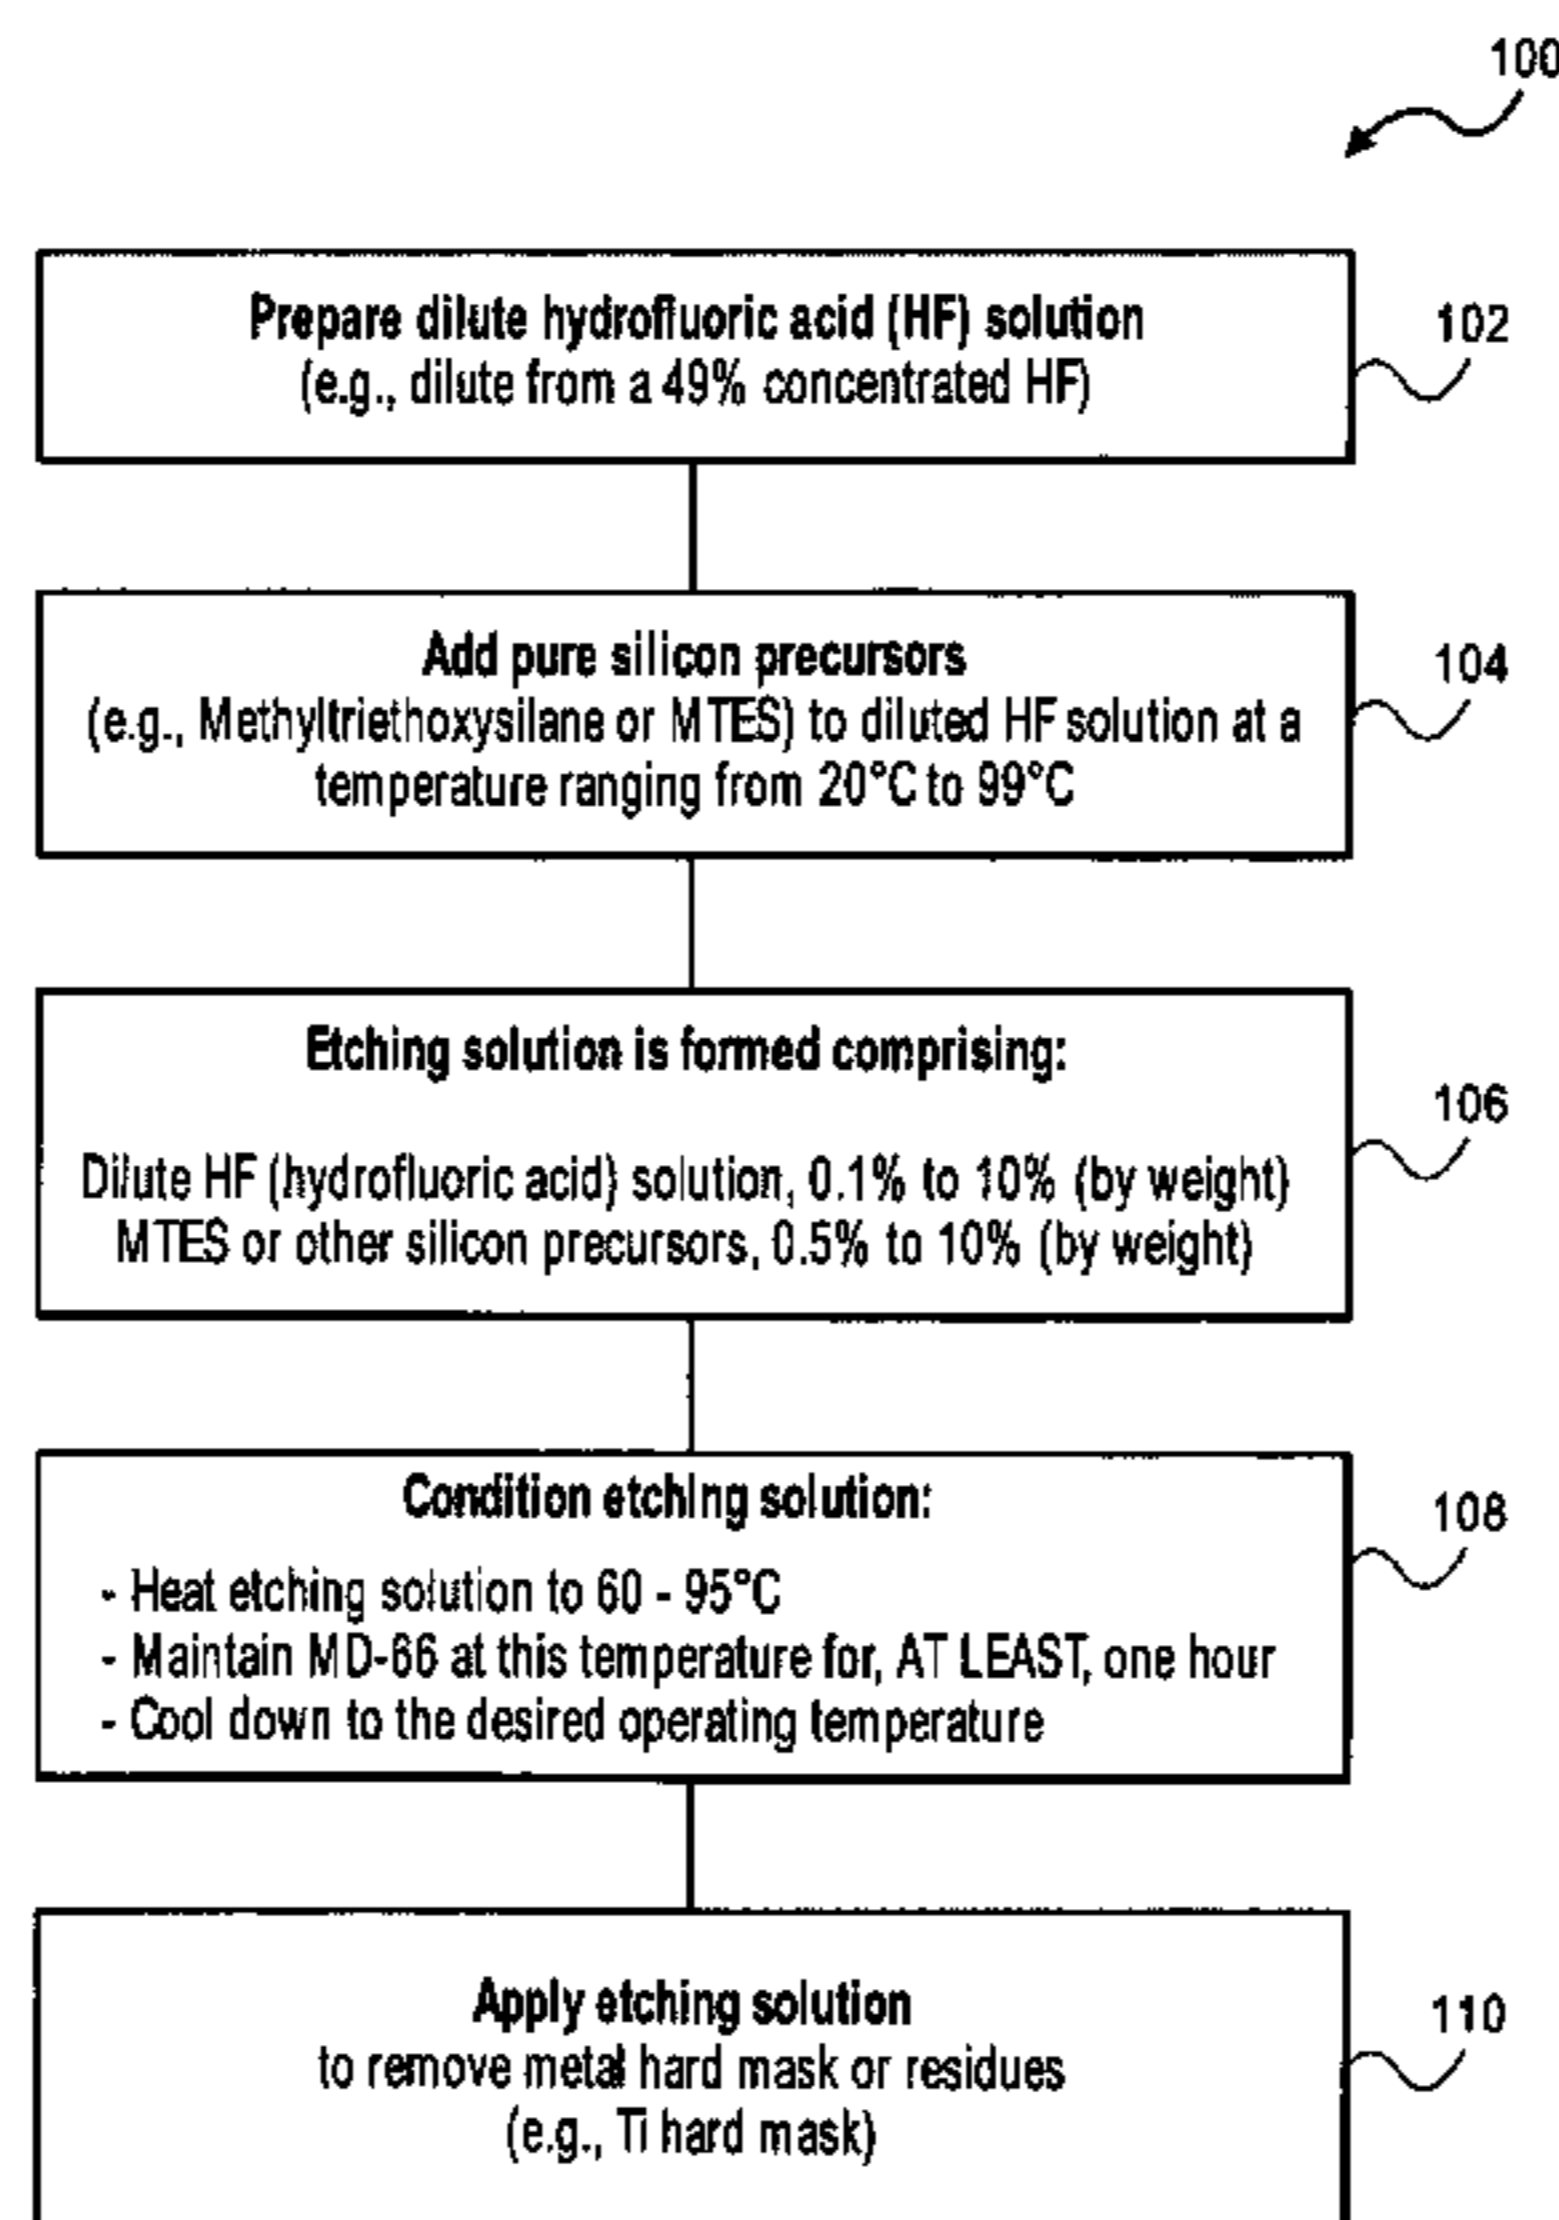 100
Prepare dilute hydrofluoric acid (HF) solution
(e.g., dilute from a 49% concentrated HF)
102
Add pure silicon precursors
(e.g., Methyltriethoxysilane or MTES) to diluted HF solution at a
temperature ranging from 20°C to 99°C
104
Etching solution is formed comprising:
Dilute HF (hydrofluoric acid) solution, 0.1% to 10% (by weight)
MTES or other silicon precursors, 0.5% to 10% (by weight)
106
Condition etching solution:
- Heat etching solution to 60 - 95°C
- Maintain MD-66 at this temperature for, AT LEAST, one hour
- Cool down to the desired operating temperature
108
Apply etching solution
to remove metal hard mask or residues
(e.g., Ti hard mask)
110